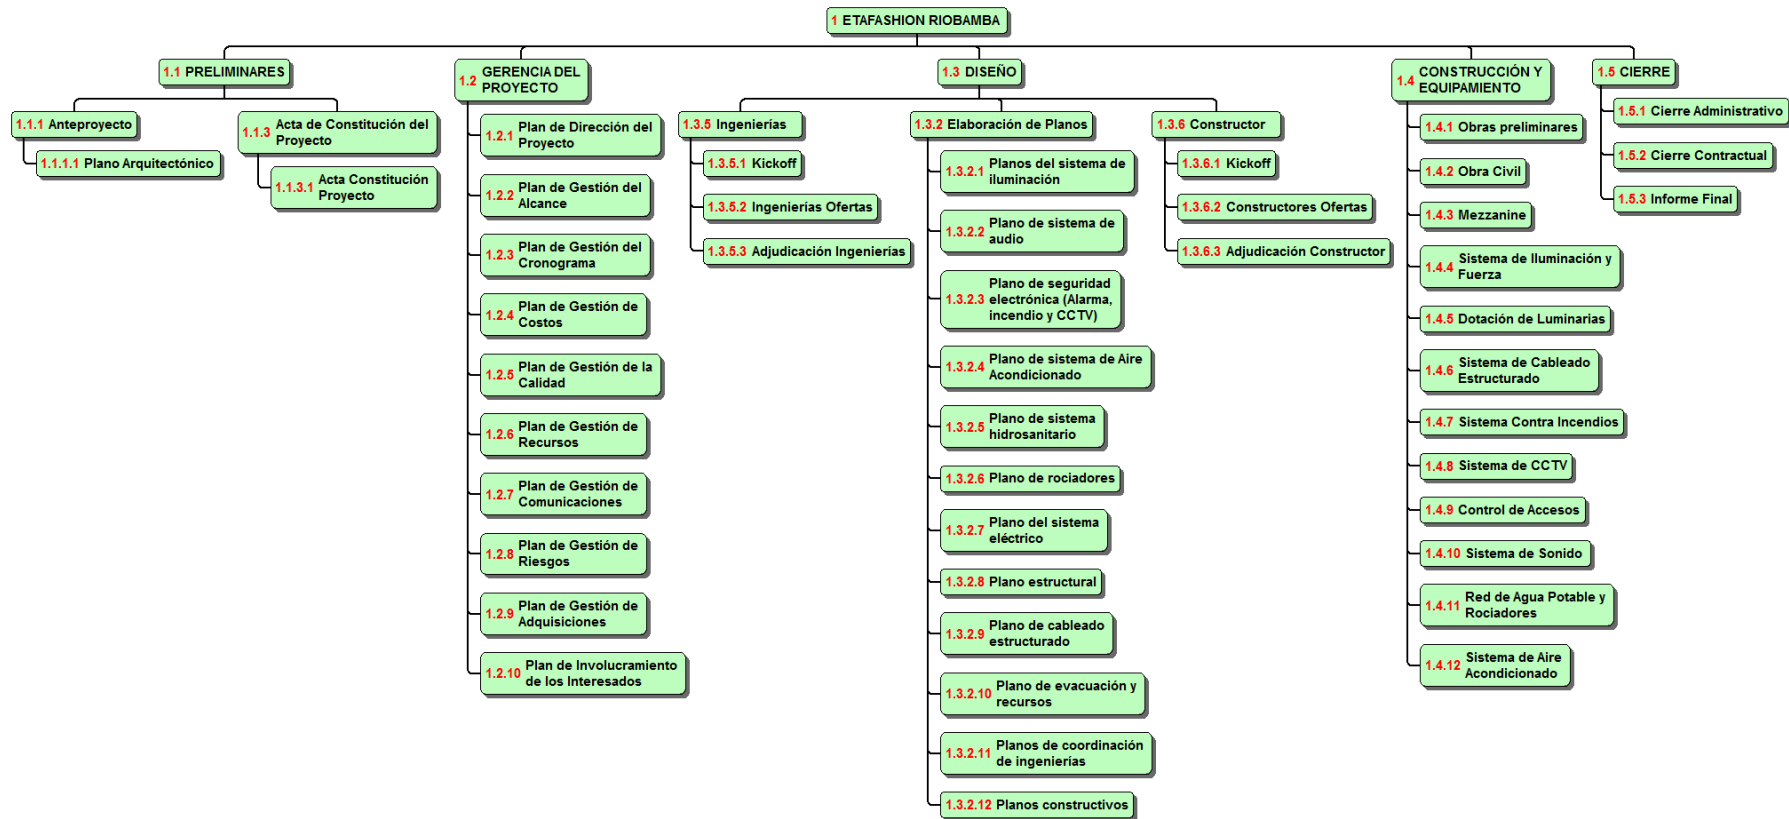 1 ETAFASHION RIOBAMBA
1.1 PRELIMINARES
1.1.1 Anteproyecto
1.1.1.1 Plano Arquitectónico
1.1.3 Acta de Constitución del
Proyecto
1.1.3.1 Acta Constitución
Proyecto
1.2 GERENCIA DEL
PROYECTO
1.2.1 Plan de Dirección del
Proyecto
1.2.2 Plan de Gestión del
Alcance
1.2.3 Plan de Gestión del
Cronograma
1.2.4 Plan de Gestión de
Costos
1.2.5 Plan de Gestión de la
Calidad
1.2.6 Plan de Gestión de
Recursos
1.2.7 Plan de Gestión de
Comunicaciones
1.2.8 Plan de Gestión de
Riesgos
1.2.9 Plan de Gestión de
Adquisiciones
1.2.10 Plan de Involucramiento
de los Interesados
1.3 DISEÑO
1.3.5 Ingenierías
1.3.5.1 Kickoff
1.3.5.2 Ingenierías Ofertas
1.3.5.3 Adjudicación Ingenierías
1.3.2 Elaboración de Planos
1.3.2.1 Planos del sistema de
iluminación
1.3.2.2 Plano de sistema de
audio
1.3.2.3 Plano de seguridad
electrónica (Alarma,
incendio y CCTV)
1.3.2.4 Plano de sistema de Aire
Acondicionado
1.3.2.5 Plano de sistema
hidrosanitario
1.3.2.6 Plano de rociadores
1.3.2.7 Plano del sistema
eléctrico
1.3.2.8 Plano estructural
1.3.2.9 Plano de cableado
estructurado
1.3.2.10 Plano de evacuación y
recursos
1.3.2.11 Planos de coordinación
de ingenierías
1.3.2.12 Planos constructivos
1.3.6 Constructor
1.3.6.1 Kickoff
1.3.6.2 Constructores Ofertas
1.3.6.3 Adjudicación Constructor
1.4 CONSTRUCCIÓN Y
EQUIPAMIENTO
1.4.1 Obras preliminares
1.4.2 Obra Civil
1.4.3 Mezzanine
1.4.4 Sistema de Iluminación y
Fuerza
1.4.5 Dotación de Luminarias
1.4.6 Sistema de Cableado
Estructurado
1.4.7 Sistema Contra Incendios
1.4.8 Sistema de CCTV
1.4.9 Control de Accesos
1.4.10 Sistema de Sonido
1.4.11 Red de Agua Potable y
Rociadores
1.4.12 Sistema de Aire
Acondicionado
1.5 CIERRE
1.5.1 Cierre Administrativo
1.5.2 Cierre Contractual
1.5.3 Informe Final